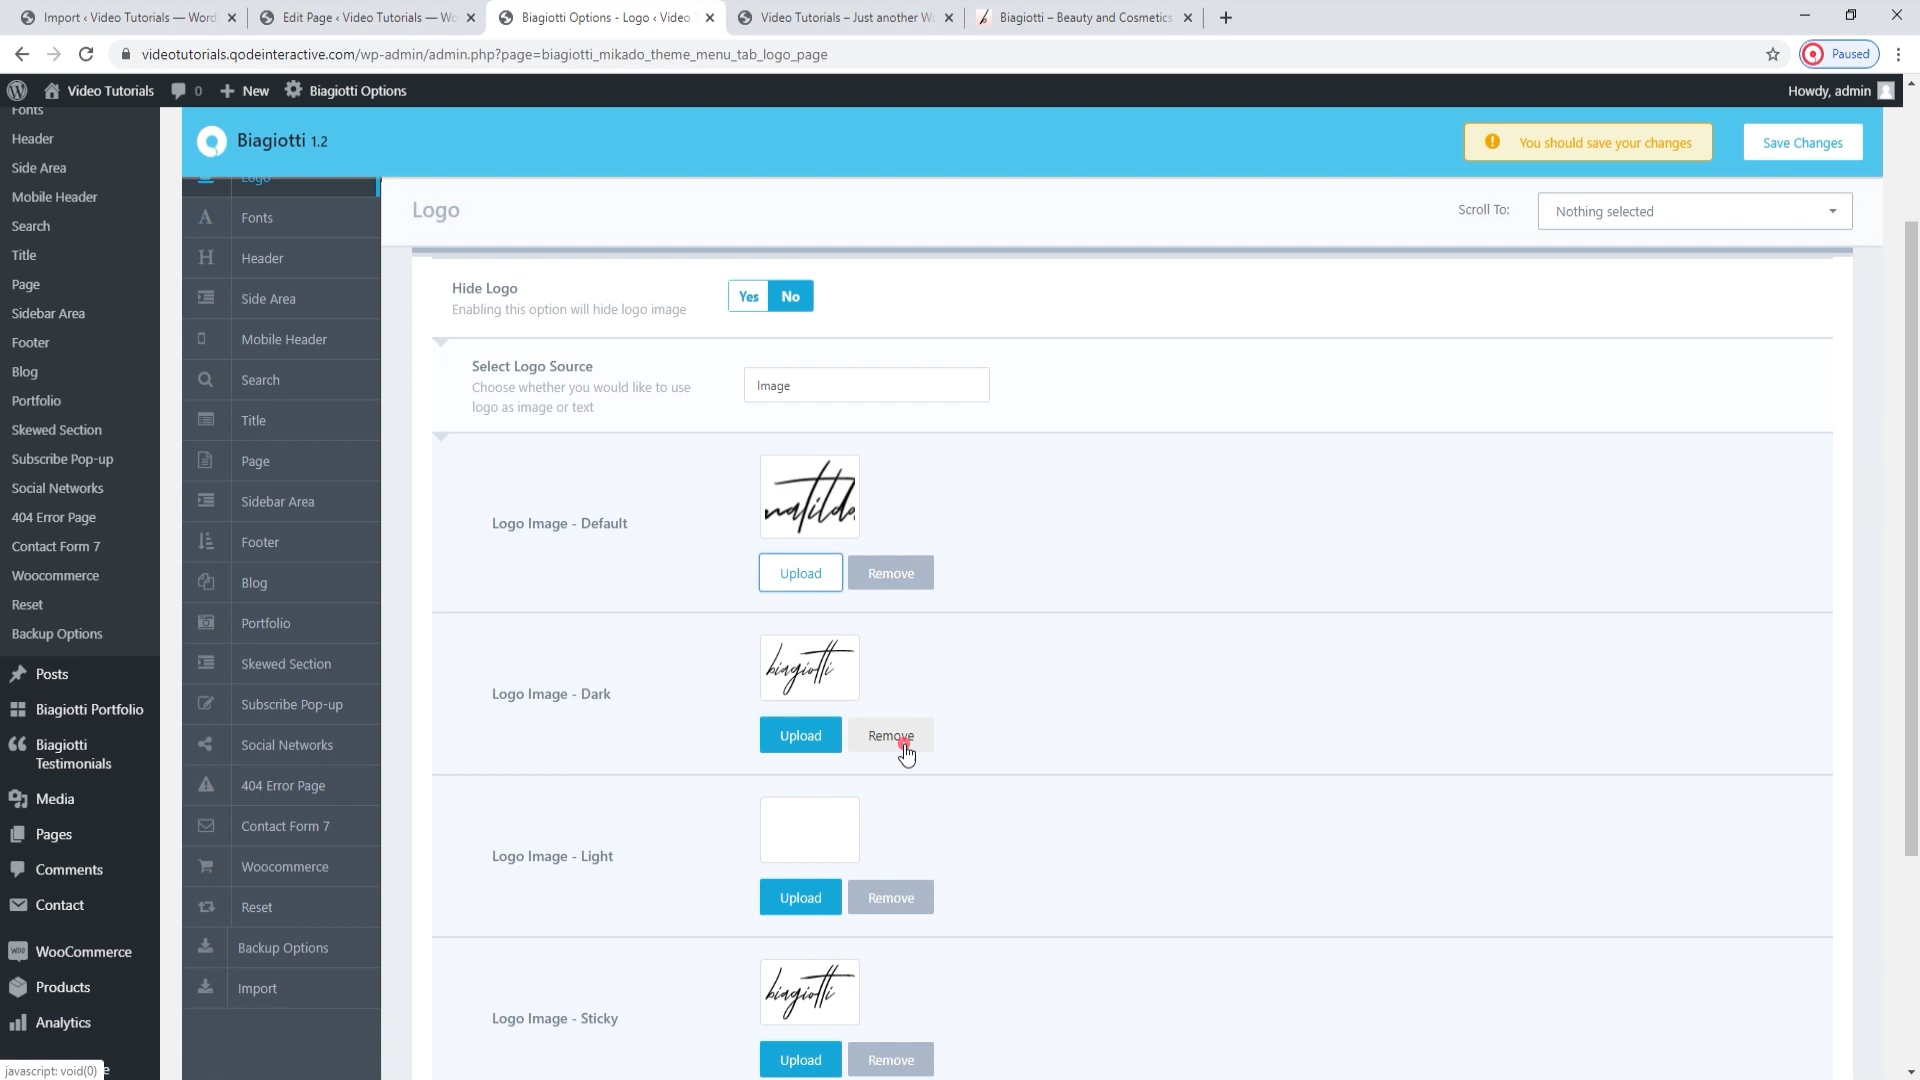 Import ‹ Video Tutorials — Word
Edit Page ‹ Video Tutorials — Wo
Biagiotti Options - Logo ‹ Video T
Video Tutorials – Just another Wo
Biagiotti – Beauty and Cosmetics
videotutorials.qodeinteractive.com/wp-admin/admin.php?page=biagiotti_mikado_theme_menu_tab_logo_page
Paused
Video Tutorials
0
New
Biagiotti Options
Howdy, admin
Fonts
Header
Side Area
Mobile Header
Search
Title
Page
Sidebar Area
Footer
Blog
Portfolio
Skewed Section
Subscribe Pop-up
Social Networks
404 Error Page
Contact Form 7
Woocommerce
Reset
Backup Options
Posts
Biagiotti Portfolio
Biagiotti
Testimonials
Media
Pages
Comments
Contact
WooCommerce
Products
Analytics
javascript: void(0)
Biagiotti 1.2
You should save your changes
Save Changes
Logo
Fonts
Header
Side Area
Mobile Header
Search
Title
Page
Sidebar Area
Footer
Blog
Portfolio
Skewed Section
Subscribe Pop-up
Social Networks
404 Error Page
Contact Form 7
Woocommerce
Reset
Backup Options
Import
Logo
Scroll To:
Nothing selected
Hide Logo
Enabling this option will hide logo image
Yes
No
Select Logo Source
Choose whether you would like to use
logo as image or text
Image
Logo Image - Default
matilda
Upload
Remove
Logo Image - Dark
biagiotti
Upload
Remove
Logo Image - Light
Upload
Remove
Logo Image - Sticky
biagiotti
Upload
Remove